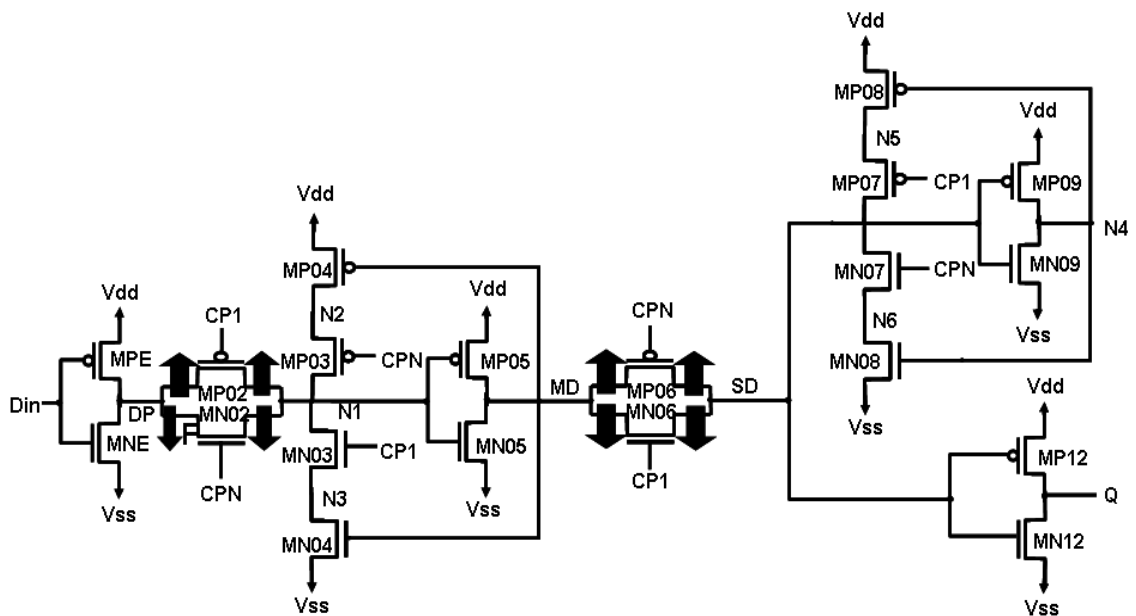 Vdd
MP08
N5
MP07
CP1
Vdd
MP09
N4
MN07
CPN
MN09
Vss
N6
MN08
Vss
Vdd
MP04
N2
MP03
CPN
Vdd
MP05
N1
MN03
CP1
MN05
Vss
N3
MN04
Vss
Vdd
MPE
Din
DP
MNE
Vss
CP1
MP02
MN02
CPN
MD
CPN
MP06
MN06
CP1
SD
Vdd
MP12
Q
MN12
Vss